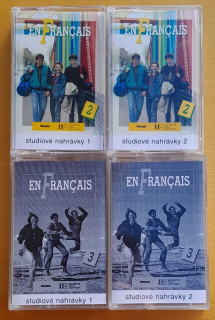 EN FRANÇAIS
2
studiové nahrávky 1
EN FRANÇAIS
2
studiové nahrávky 2
EN FRANÇAIS
3
studiové nahrávky 1
EN FRANÇAIS
3
studiové nahrávky 2